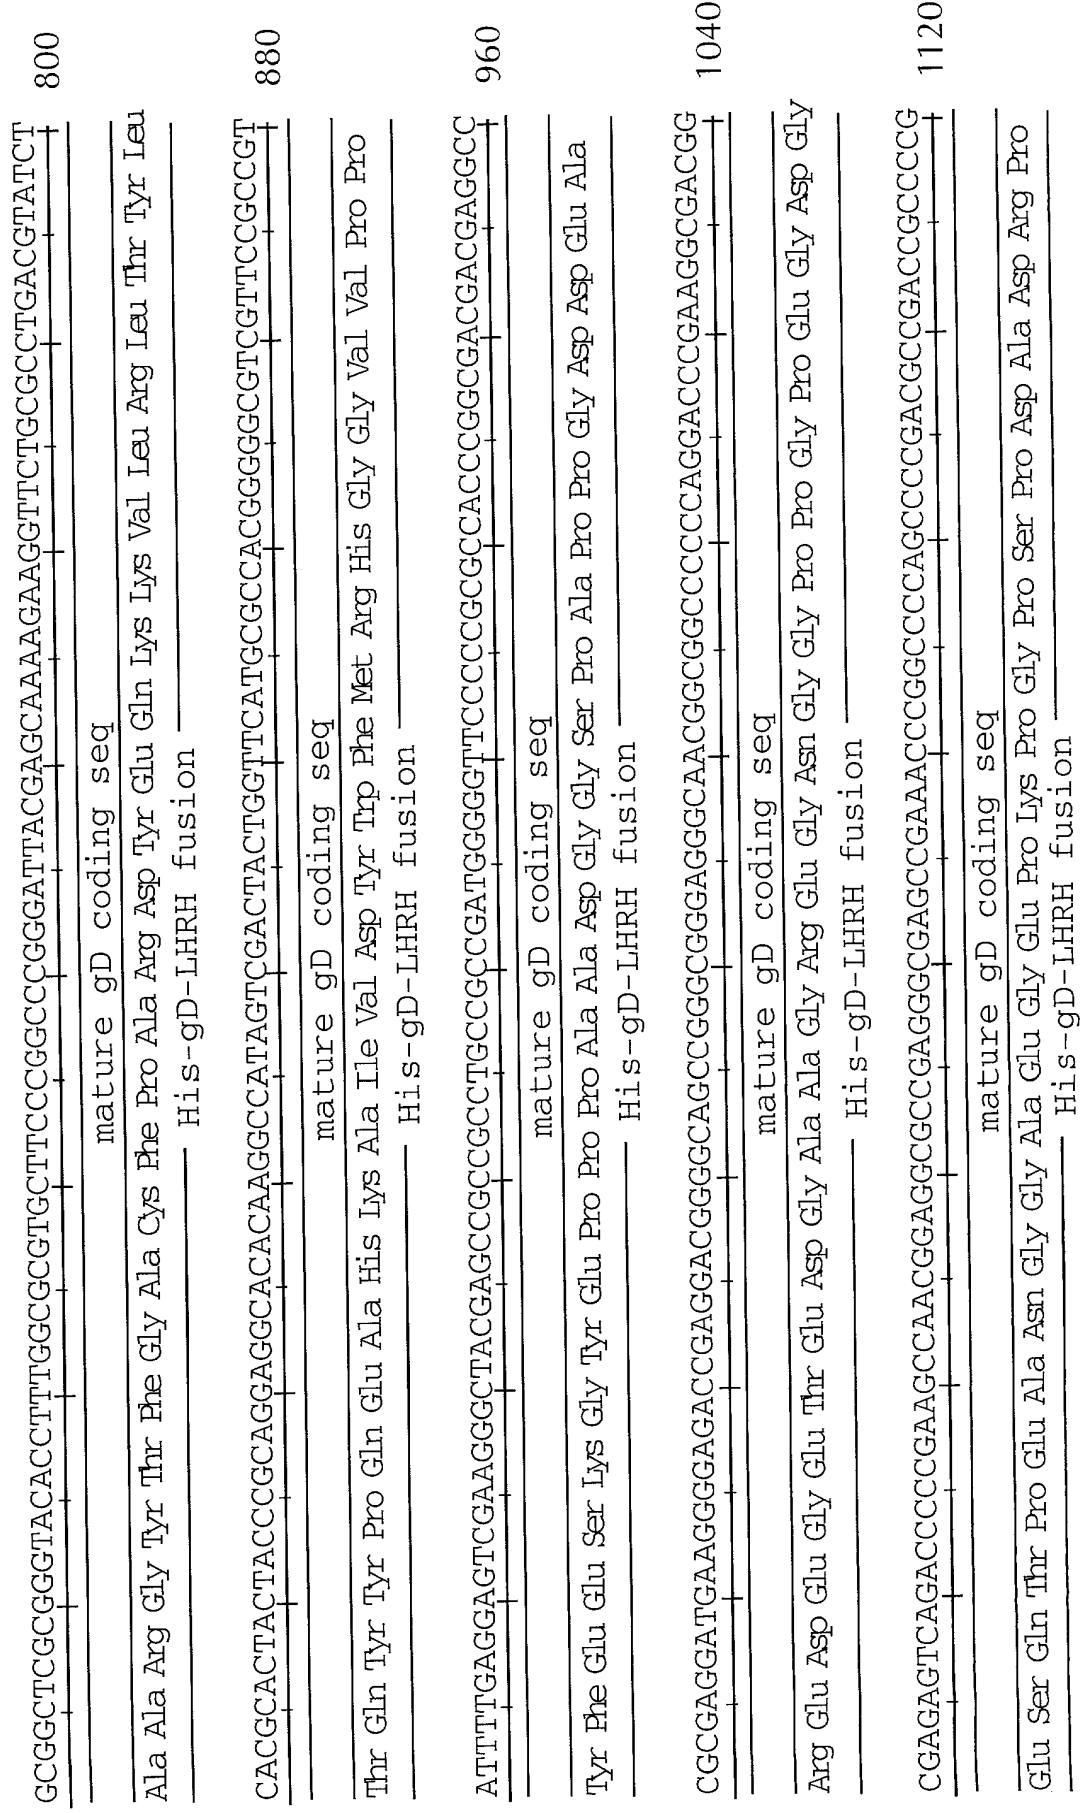 GCGGCTCGCGGGTACACCTTTGGCGCGTGCTTCCCGGCCCGGGATTACGAGCAAAAGAAGGTTCTGCGCCTGACGTATCT 800
mature gD coding seq
Ala Ala Arg Gly Tyr Thr Phe Gly Ala Cys Phe Pro Ala Arg Asp Tyr Glu Gln Lys Lys Val Leu Arg Leu Thr Tyr Leu
His-gD-LHRH fusion
CACGCACTACTACCCGCAGGAGGCACACAAGGCCATAGTCGACTACTGGTTCATGCGCCACGGGGGCGTCGTTCCGCCGT 880
mature gD coding seq
Thr Gln Tyr Tyr Pro Gln Glu Ala His Lys Ala Ile Val Asp Tyr Trp Phe Met Arg His Gly Gly Val Val Pro Pro
His-gD-LHRH fusion
ATTTTGAGGAGTCGAAGGGCTACGAGCCGCCGCCTGCCGCCGATGGGGGTTCCCCCGCGCCACCCGGCGACGACGAGGCC 960
mature gD coding seq
Tyr Phe Glu Glu Ser Lys Gly Tyr Glu Pro Pro Pro Ala Ala Asp Gly Gly Ser Pro Ala Pro Pro Gly Asp Asp Glu Ala
His-gD-LHRH fusion
CGCGAGGATGAAGGGGAGACCGAGGACGGGGCAGCCGGGCGGGAGGGCAACGGCGGCCCCCCAGGACCCGAAGGCGACGG 1040
mature gD coding seq
Arg Glu Asp Glu Gly Glu Thr Glu Asp Gly Ala Ala Gly Arg Glu Gly Asn Gly Gly Pro Pro Gly Pro Glu Gly Asp Gly
His-gD-LHRH fusion
CGAGAGTCAGACCCCCGAAGCCAACGGAGGCGCCGAGGGCGAGCCGAAACCCGGCCCCAGCCCCGACGCCGACCGCCCCG 1120
mature gD coding seq
Glu Ser Gln Thr Pro Glu Ala Asn Gly Gly Ala Glu Gly Glu Pro Lys Pro Gly Pro Ser Pro Asp Ala Asp Arg Pro
His-gD-LHRH fusion